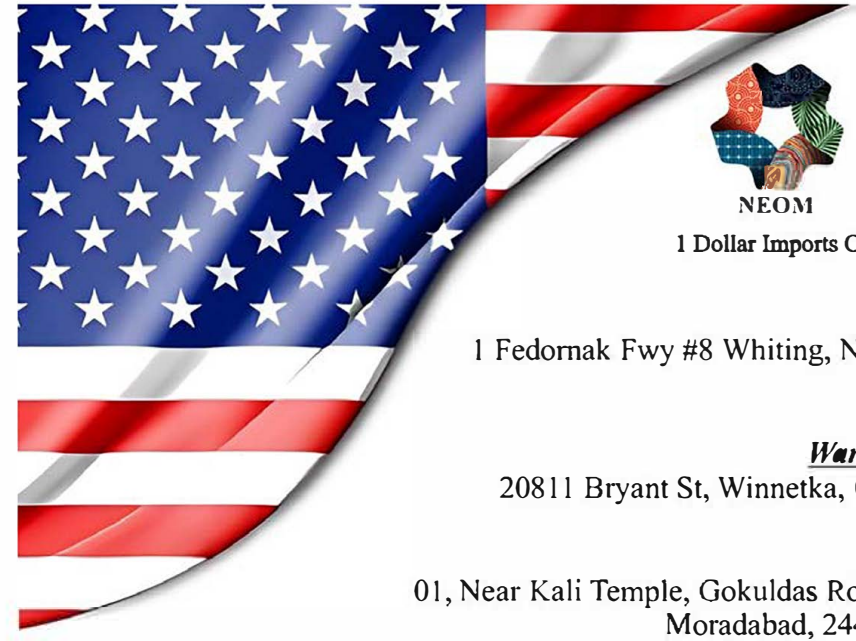 NEOM
1 Dollar Imports
1 Fedornak Fwy #8 Whiting,
20811 Bryant St, Winnetka,
01, Near Kali Temple, Gokuldas
Moradabad,